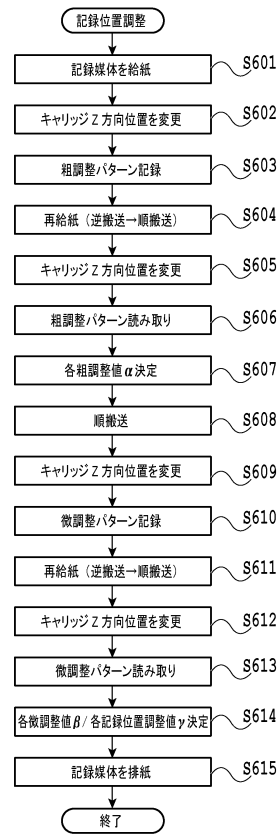 記録位置調整
記録媒体を給紙 S601
キャリッジZ方向位置を変更 S602
粗調整パターン記録 S603
再給紙（逆搬送→順搬送） S604
キャリッジZ方向位置を変更 S605
粗調整パターン読み取り S606
各粗調整値α決定 S607
順搬送 S608
キャリッジZ方向位置を変更 S609
微調整パターン記録 S610
再給紙（逆搬送→順搬送） S611
キャリッジZ方向位置を変更 S612
微調整パターン読み取り S613
各微調整値β/各記録位置調整値γ決定 S614
記録媒体を排紙 S615
終了